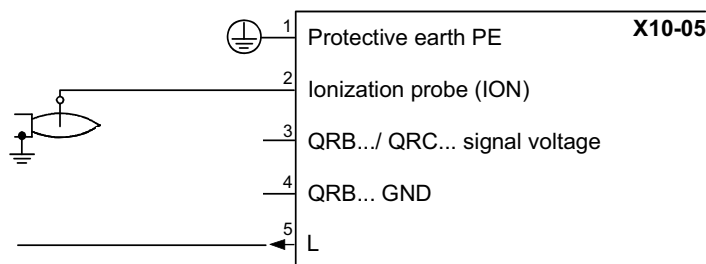 X10-05
1 Protective earth PE
2 Ionization probe (ION)
3 QRB.../ QRC... signal voltage
4 QRB... GND
5 L